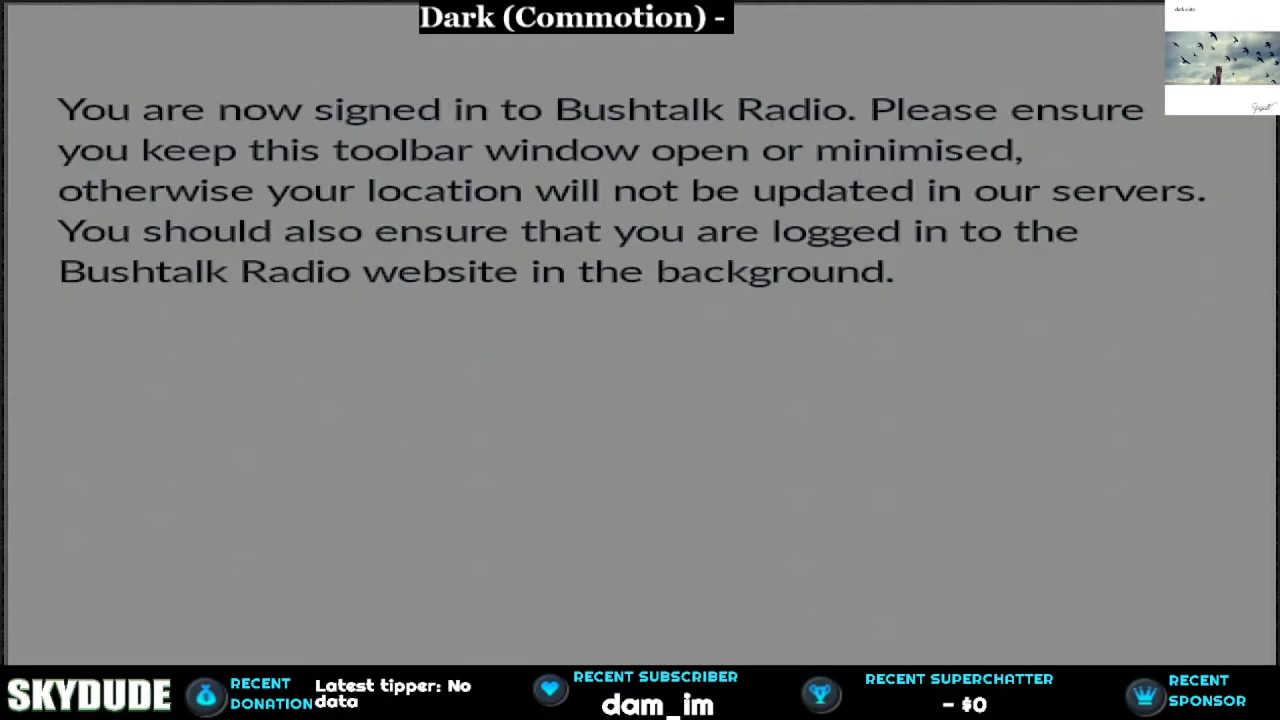 Dark (Commotion) -
You are now signed in to Bushtalk Radio. Please ensure
you keep this toolbar window open or minimised,
otherwise your location will not be updated in our servers.
You should also ensure that you are logged in to the
Bushtalk Radio website in the background.
SKYDUDE
RECENT
DONATION
Latest tipper: No
data
RECENT SUBSCRIBER
dam_im
RECENT SUPERCHATTER
- $0
RECENT
SPONSOR